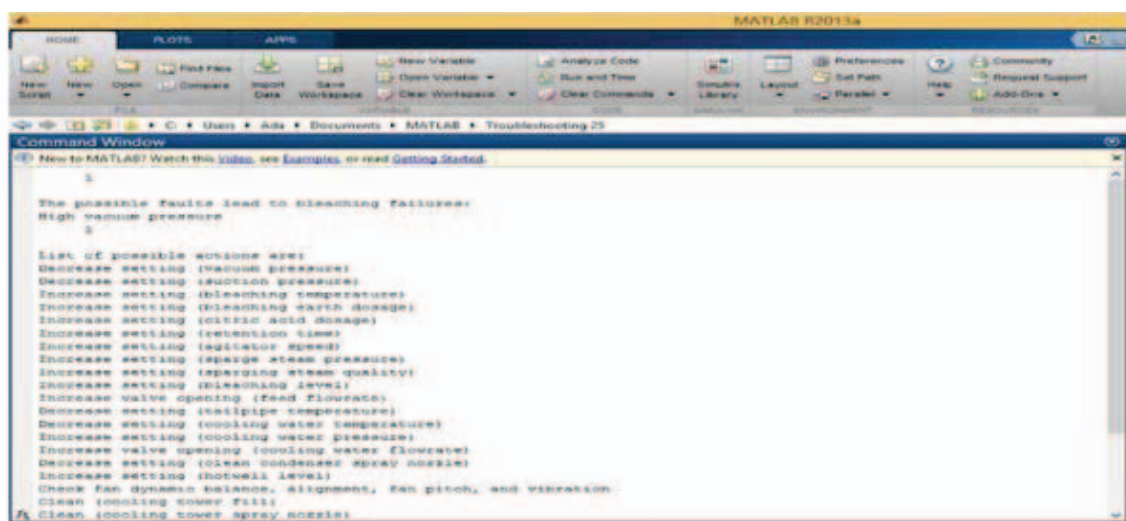 MATLAB R2013a
HOME PLOTS APPS
New Script
New
Open
Find Files
Compare
Import Data
Save Workspace
New Variable
Open Variable
Clear Workspace
Analyze Code
Run and Time
Clear Commands
Simulink Library
Layout
Preferences
Set Path
Parallel
Help
Community
Request Support
Add-Ons
FILE VARIABLE CODE SIMULINK ENVIRONMENT RESOURCES
C: Users Ada Documents MATLAB Troubleshooting 25
Command Window
New to MATLAB? Watch this Video, see Examples, or read Getting Started.
1
The possible faults lead to bleaching failures:
High vacuum pressure
1
List of possible actions are:
Decrease setting (vacuum pressure)
Decrease setting (suction pressure)
Increase setting (bleaching temperature)
Increase setting (bleaching earth dosage)
Increase setting (citric acid dosage)
Increase setting (retention time)
Increase setting (agitator speed)
Increase setting (sparge steam pressure)
Increase setting (sparging steam quality)
Increase setting (bleaching level)
Increase valve opening (feed flowrate)
Decrease setting (tailpipe temperature)
Decrease setting (cooling water temperature)
Increase setting (cooling water pressure)
Increase valve opening (cooling water flowrate)
Decrease setting (clean condenser spray nozzle)
Increase setting (hotwell level)
Check fan dynamic balance, alignment, fan pitch, and vibration
Clean (cooling tower fill)
fx Clean (cooling tower spray nozzle)